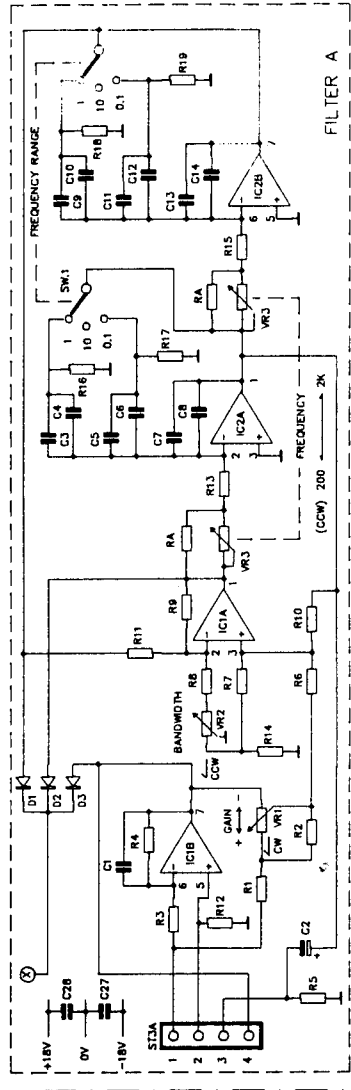 FILTER A
+18V
0V
-18V
C28
C27
X
D1
D2
D3
ST3A
1
2
3
4
R3
C1
R4
6
5
7
IC1B
R12
R1
- GAIN +
VR1
CW
R2
C2
+
R5
BANDWIDTH
CCW
VR2
R8
R7
R14
R6
R10
R11
R9
RA
2
3
1
IC1A
VR3
R13
FREQUENCY
(CCW) 200
2K
C3
C4
C5
C6
C7
C8
R16
R17
1
10
0.1
SW.1
FREQUENCY RANGE
2
3
1
IC2A
RA
VR3
R15
C9
C10
C11
C12
C13
C14
R18
R19
1
10
0.1
6
5
7
IC2B